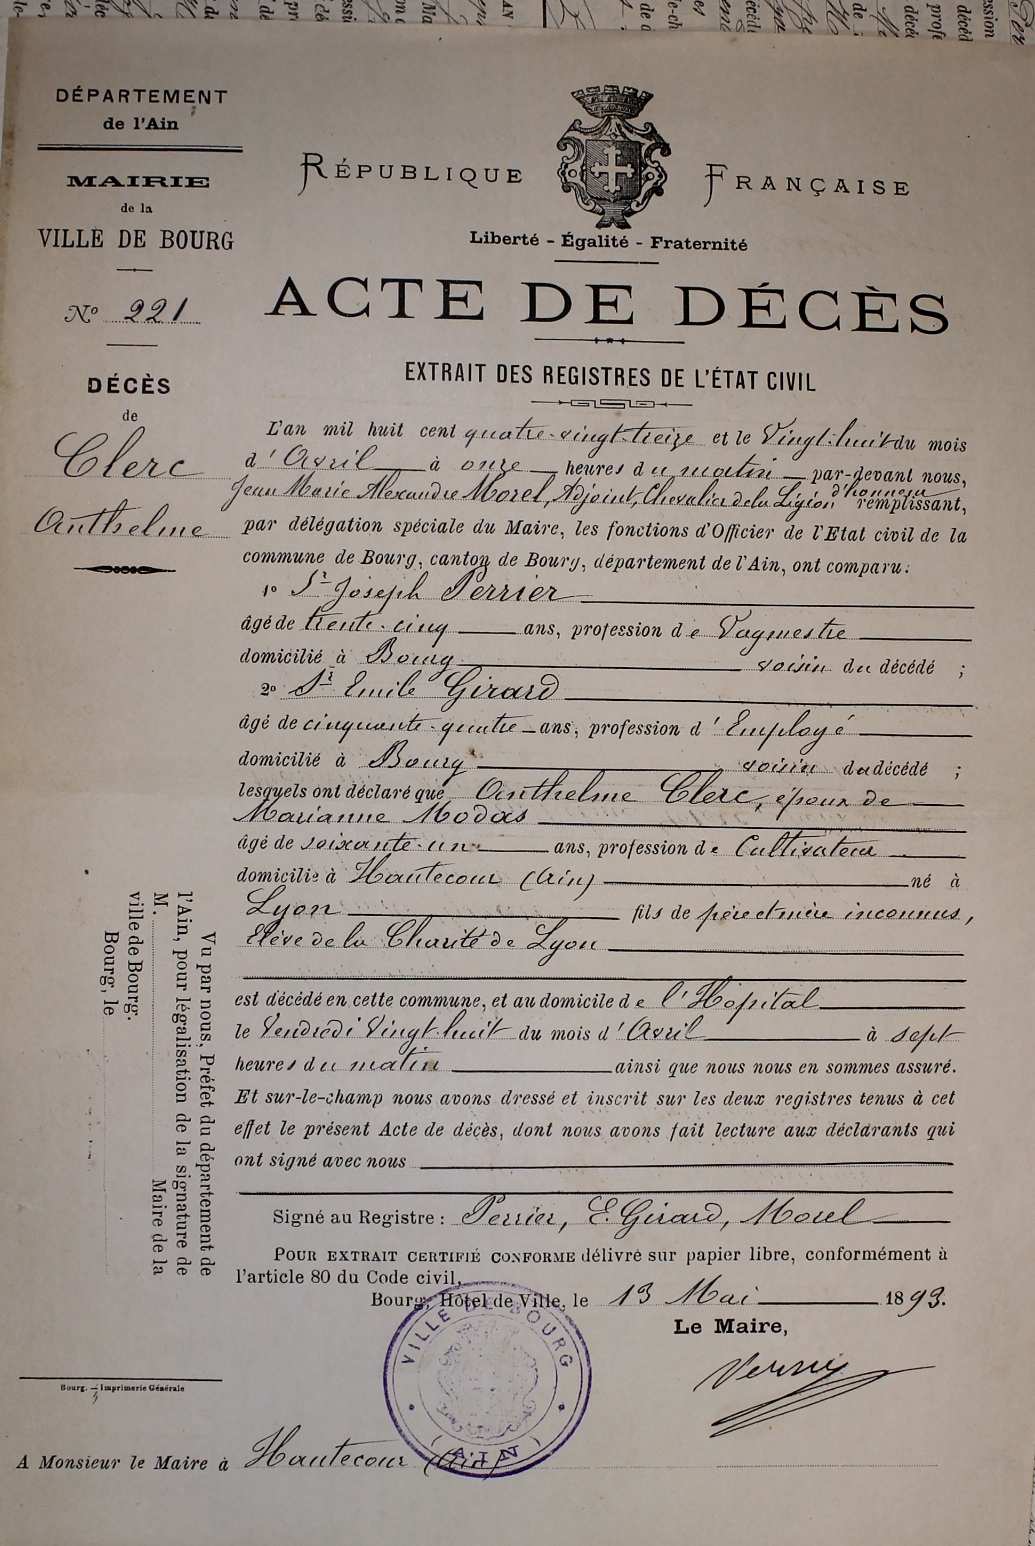 DÉPARTEMENT
de l'Ain
MAIRIE
de la
VILLE DE BOURG
N° 221
DÉCÈS
de
Clerc
Anthelme
RÉPUBLIQUE FRANÇAISE
Liberté - Égalité - Fraternité
ACTE DE DÉCÈS
EXTRAIT DES REGISTRES DE L'ÉTAT CIVIL
L'an mil huit cent quatre-vingt-treize et le Vingt-huit du mois
d'Avril à onze heures du matin par-devant nous,
Jean Marie Alexandre Morel, Adjoint, Chevalier de la Légion d'honneur remplissant,
par délégation spéciale du Maire, les fonctions d'Officier de l'Etat civil de la
commune de Bourg, canton de Bourg, département de l'Ain, ont comparu:
1° Sr Joseph Perrier
âgé de trente-cinq ans, profession de Vagmestre
domicilié à Bourg voisin du décédé ;
2° Sr Emile Girard
âgé de cinquante-quatre ans, profession d'Employé
domicilié à Bourg voisin du décédé ;
lesquels ont déclaré que Anthelme Clerc, époux de
Marianne Modas
âgé de soixante-un ans, profession de Cultivateur
domicilié à Hautecour (Ain) né à
Lyon fils de père et mère inconnus,
Elève de la Charité de Lyon
est décédé en cette commune, et au domicile de l'Hôpital
le Vendredi Vingt-huit du mois d'Avril à sept
heures du matin ainsi que nous nous en sommes assuré.
Et sur-le-champ nous avons dressé et inscrit sur les deux registres tenus à cet
effet le présent Acte de décès, dont nous avons fait lecture aux déclarants qui
ont signé avec nous
Signé au Registre : Perrier, E. Girard, Morel
POUR EXTRAIT CERTIFIÉ CONFORME délivré sur papier libre, conformément à
l'article 80 du Code civil,
Bourg, Hôtel de Ville, le 13 Mai 1893.
Le Maire,
VILLE DE BOURG
(AIN)
Vu par nous, Préfet du département de
l'Ain, pour légalisation de la signature de
M. Maire de la
ville de Bourg.
Bourg, le
Bourg. — Imprimerie Générale
A Monsieur le Maire à Hautecour (Ain)